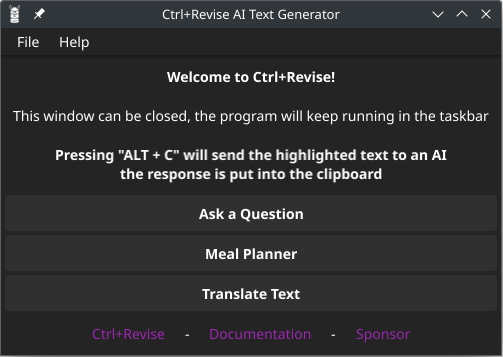 Ctrl+Revise AI Text Generator
File Help
Welcome to Ctrl+Revise!
This window can be closed, the program will keep running in the taskbar
Pressing "ALT + C" will send the highlighted text to an AI
the response is put into the clipboard
Ask a Question
Meal Planner
Translate Text
Ctrl+Revise - Documentation - Sponsor